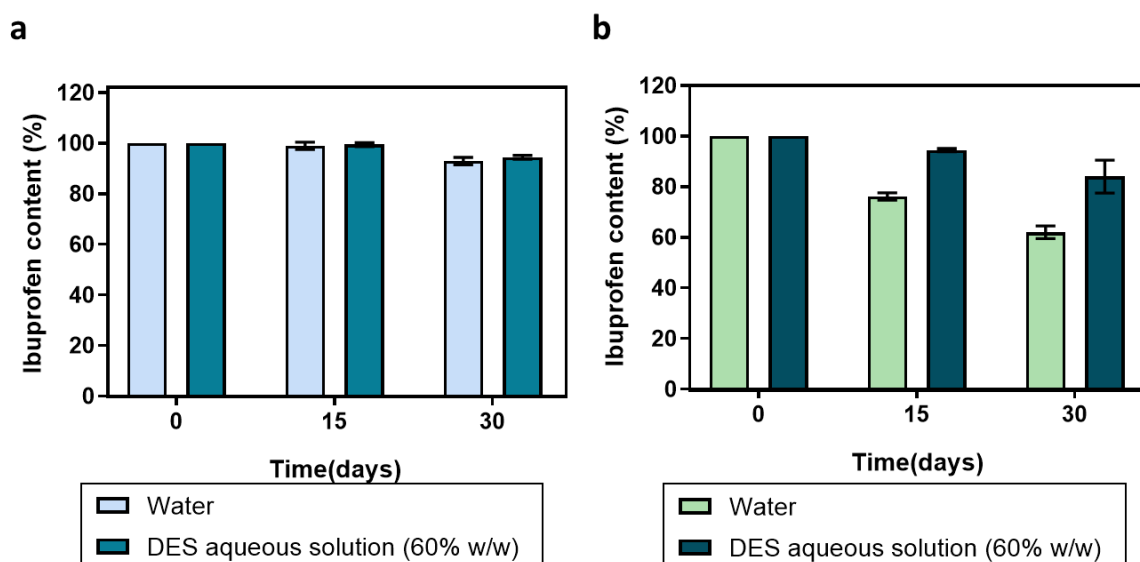 a
Ibuprofen content (%)
120
100
80
60
40
20
0
0 15 30
Time(days)
Water
DES aqueous solution (60% w/w)
b
Ibuprofen content (%)
120
100
80
60
40
20
0
0 15 30
Time(days)
Water
DES aqueous solution (60% w/w)